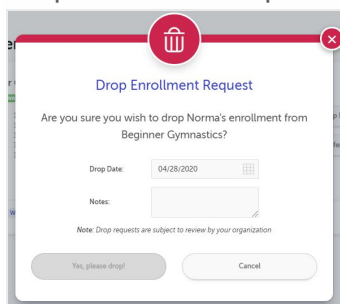 Drop Enrollment Request
Are you sure you wish to drop Norma's enrollment from
Beginner Gymnastics?
Drop Date: 04/28/2020
Notes:
Note: Drop requests are subject to review by your organization
Yes, please drop! Cancel